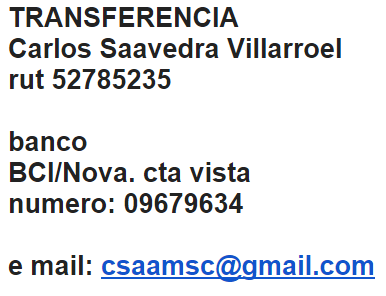 TRANSFERENCIA
Carlos Saavedra Villarroel
rut 52785235
banco
BCI/Nova. cta vista
numero: 09679634
e mail: csaamsc@gmail.com